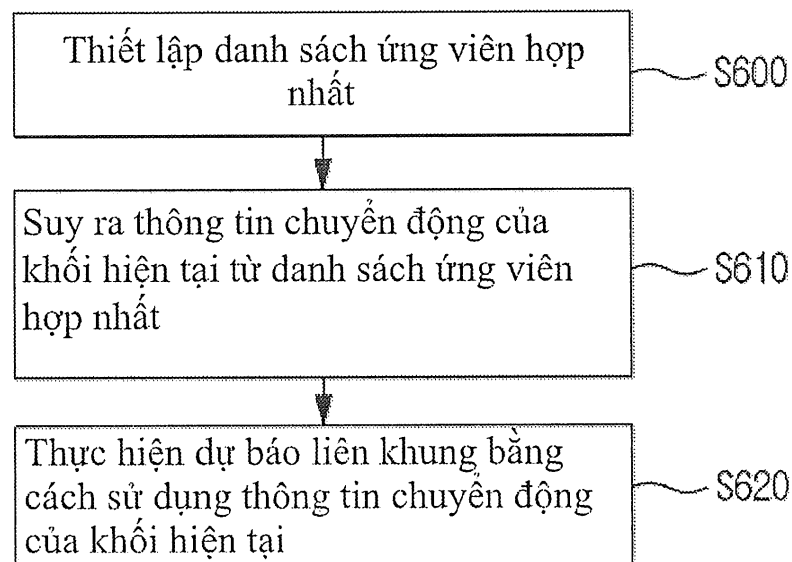 Thiết lập danh sách ứng viên hợp
nhất
S600
Suy ra thông tin chuyển động của
khối hiện tại từ danh sách ứng viên
hợp nhất
S610
Thực hiện dự báo liên khung bằng
cách sử dụng thông tin chuyển động
của khối hiện tại
S620